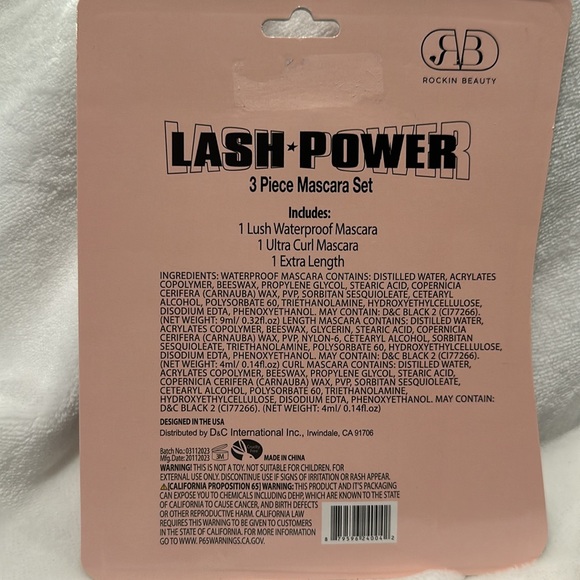 RB
ROCKIN BEAUTY
LASH★POWER
3 Piece Mascara Set
Includes:
1 Lush Waterproof Mascara
1 Ultra Curl Mascara
1 Extra Length
INGREDIENTS: WATERPROOF MASCARA CONTAINS: DISTILLED WATER, ACRYLATES
COPOLYMER, BEESWAX, PROPYLENE GLYCOL, STEARIC ACID, COPERNICIA
CERIFERA (CARNAUBA) WAX, PVP, SORBITAN SESQUIOLEATE, CETEARYL
ALCOHOL, POLYSORBATE 60, TRIETHANOLAMINE, HYDROXYETHYLCELLULOSE,
DISODIUM EDTA, PHENOXYETHANOL. MAY CONTAIN: D&C BLACK 2 (CI77266).
(NET WEIGHT: 9ml/ 0.32fl.oz) LENGTH MASCARA CONTAINS: DISTILLED WATER,
ACRYLATES COPOLYMER, BEESWAX, GLYCERIN, STEARIC ACID, COPERNICIA
CERIFERA (CARNAUBA) WAX, PVP, NYLON-6, CETEARYL ALCOHOL, SORBITAN
SESQUIOLEATE, TRIETHANOLAMINE, POLYSORBATE 60, HYDROXYETHYLCELLULOSE,
DISODIUM EDTA, PHENOXYETHANOL. MAY CONTAIN: D&C BLACK 2 (CI77266).
(NET WEIGHT: 4ml/ 0.14fl.oz) CURL MASCARA CONTAINS: DISTILLED WATER,
ACRYLATES COPOLYMER, BEESWAX, PROPYLENE GLYCOL, STEARIC ACID,
COPERNICIA CERIFERA (CARNAUBA) WAX, PVP, SORBITAN SESQUIOLEATE,
CETEARYL ALCOHOL, POLYSORBATE 60, TRIETHANOLAMINE,
HYDROXYETHYLCELLULOSE, DISODIUM EDTA, PHENOXYETHANOL. MAY CONTAIN:
D&C BLACK 2 (CI77266). (NET WEIGHT: 4ml/ 0.14fl.oz)
DESIGNED IN THE USA
Distributed by D&C International Inc., Irwindale, CA 91706
Batch No.: 03112023
Mfg.Date: 20112023
3M
MADE IN CHINA
WARNING! THIS IS NOT A TOY. NOT SUITABLE FOR CHILDREN. FOR
EXTERNAL USE ONLY. DISCONTINUE USE IF SIGNS OF IRRITATION OR RASH APPEAR.
⚠[CALIFORNIA PROPOSITION 65] WARNING: THIS PRODUCT AND IT'S PACKAGING
CAN EXPOSE YOU TO CHEMICALS INCLUDING DEHP, WHICH ARE KNOWN TO THE STATE
OF CALIFORNIA TO CAUSE CANCER, AND BIRTH DEFECTS
OR OTHER REPRODUCTIVE HARM. CALIFORNIA LAW
REQUIRES THIS WARNING TO BE GIVEN TO CUSTOMERS
IN THE STATE OF CALIFORNIA. FOR MORE INFORMATION
GO TO WWW.P65WARNINGS.CA.GOV.
8 79396 24004 2